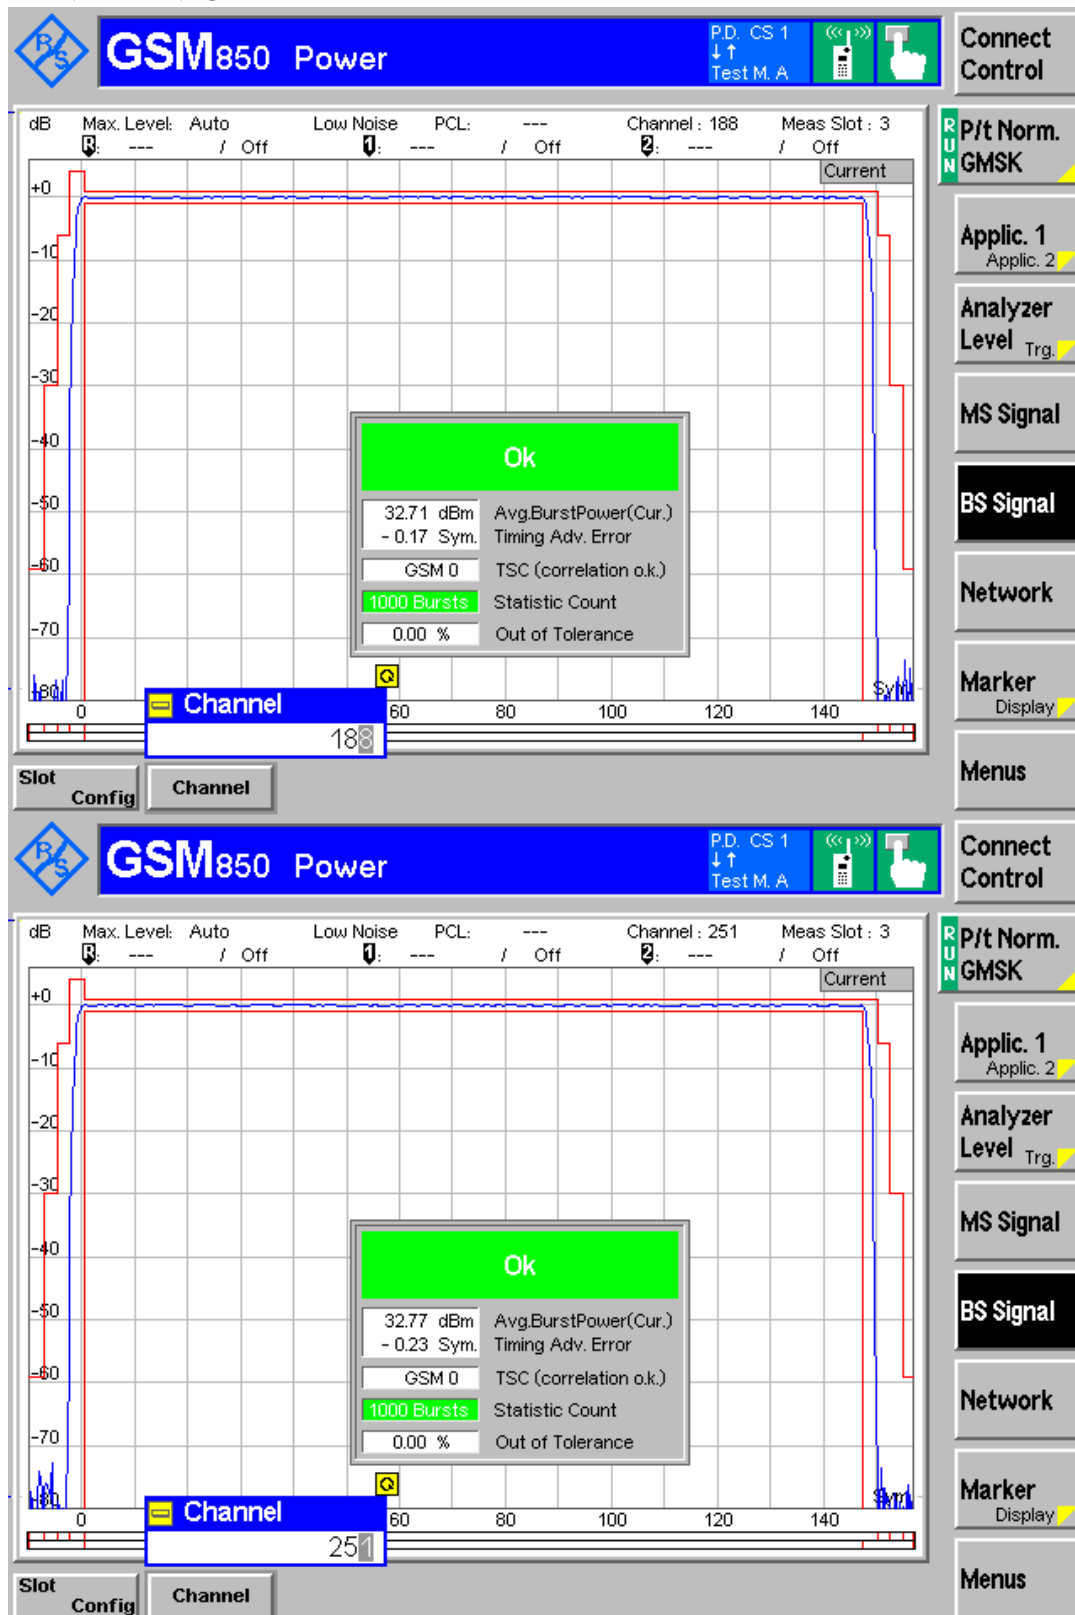 GSM850 Power
P.D. CS 1
Test M. A
Connect Control
dB Max. Level: Auto Low Noise PCL: --- Channel : 188 Meas Slot : 3
R: --- / Off 1: --- / Off 2: --- / Off
RUN
P/t Norm. GMSK
Current
+0
-10
-20
-30
-40
-50
-60
-70
-80
Applic. 1
Applic. 2
Analyzer Level Trg.
MS Signal
BS Signal
Network
Marker
Display
Menus
Ok
32.71 dBm Avg.BurstPower(Cur.)
- 0.17 Sym. Timing Adv. Error
GSM 0 TSC (correlation o.k.)
1000 Bursts Statistic Count
0.00 % Out of Tolerance
Sym
0 60 80 100 120 140
Channel
188
Slot Config
Channel
GSM850 Power
P.D. CS 1
Test M. A
Connect Control
dB Max. Level: Auto Low Noise PCL: --- Channel : 251 Meas Slot : 3
R: --- / Off 1: --- / Off 2: --- / Off
RUN
P/t Norm. GMSK
Current
+0
-10
-20
-30
-40
-50
-60
-70
-80
Applic. 1
Applic. 2
Analyzer Level Trg.
MS Signal
BS Signal
Network
Marker
Display
Menus
Ok
32.77 dBm Avg.BurstPower(Cur.)
- 0.23 Sym. Timing Adv. Error
GSM 0 TSC (correlation o.k.)
1000 Bursts Statistic Count
0.00 % Out of Tolerance
Sym
0 60 80 100 120 140
Channel
251
Slot Config
Channel